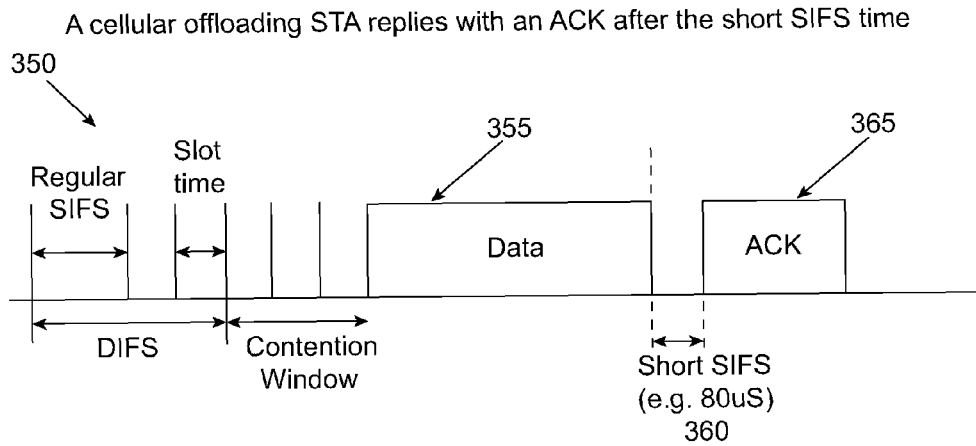 A cellular offloading STA replies with an ACK after the short SIFS time
350
355
365
Slot
time
Regular
SIFS
Data
ACK
DIFS
Contention
Window
Short SIFS
(e.g. 80uS)
360